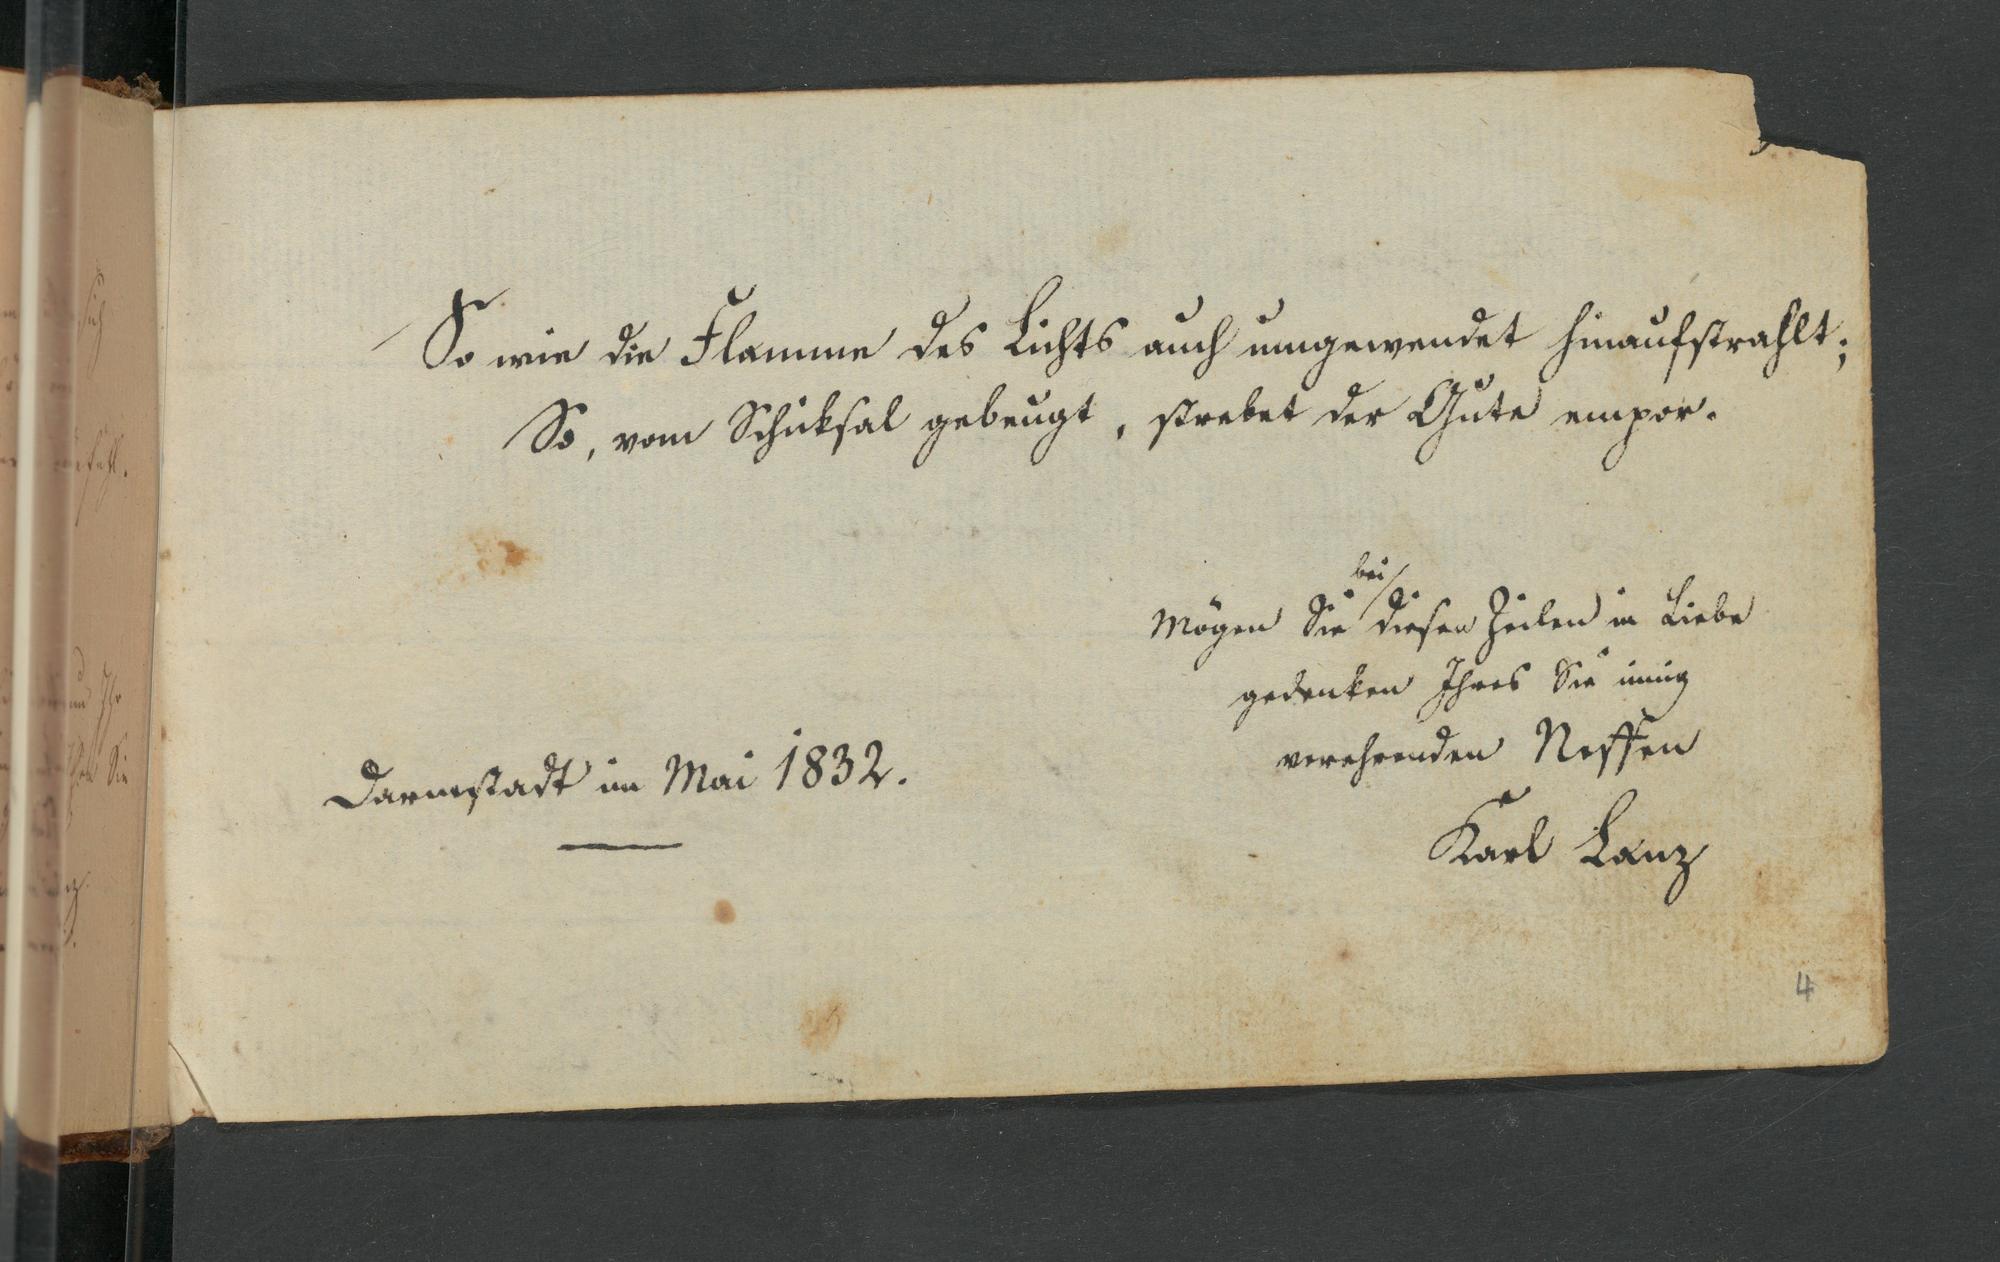 So wie die Flamme des Lichts auch umgewendet hinaufstrahlt;
So, vom Schicksal gebeugt, strebet der Gute empor.
bei
Mögen Sie diesen Zeilen in Liebe
gedenken Ihres Sie innig
verehrenden Neffen
Darmstadt im Mai 1832.
Karl Lanz
4